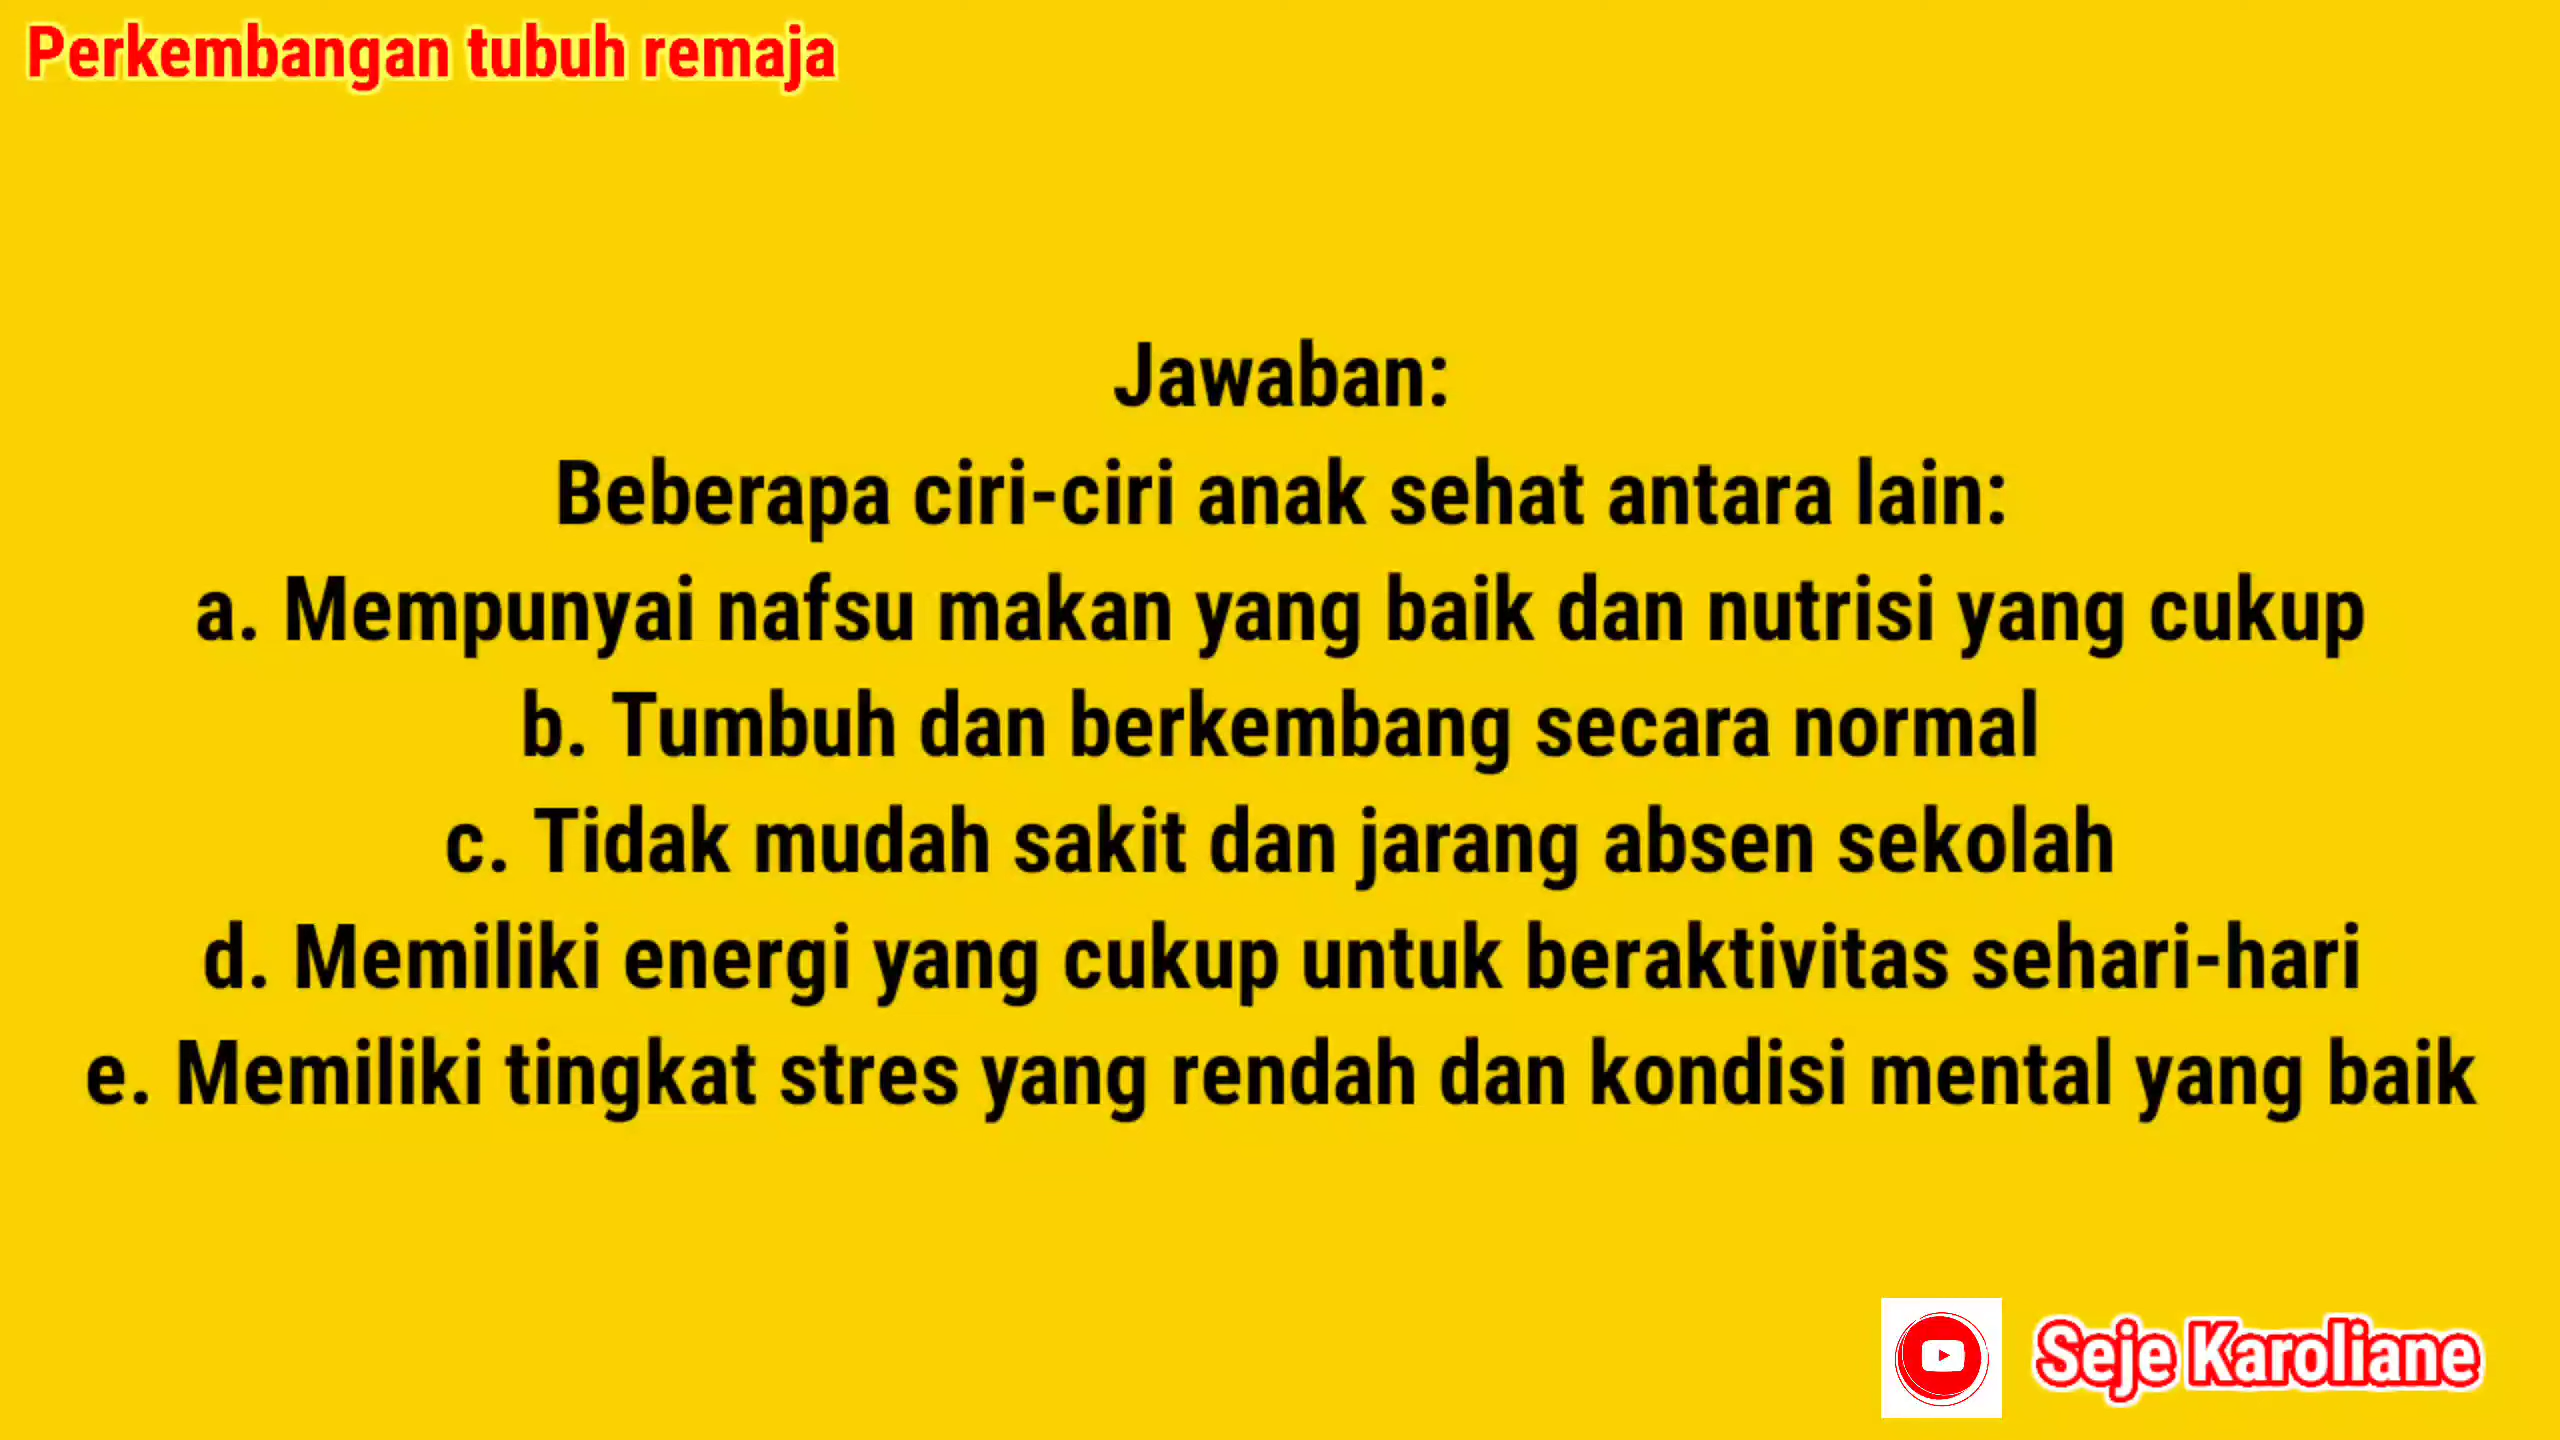 Perkembangan tubuh remaja
Jawaban:
Beberapa ciri-ciri anak sehat antara lain:
a. Mempunyai nafsu makan yang baik dan nutrisi yang cukup
b. Tumbuh dan berkembang secara normal
c. Tidak mudah sakit dan jarang absen sekolah
d. Memiliki energi yang cukup untuk beraktivitas sehari-hari
e. Memiliki tingkat stres yang rendah dan kondisi mental yang baik
Seje Karoliane